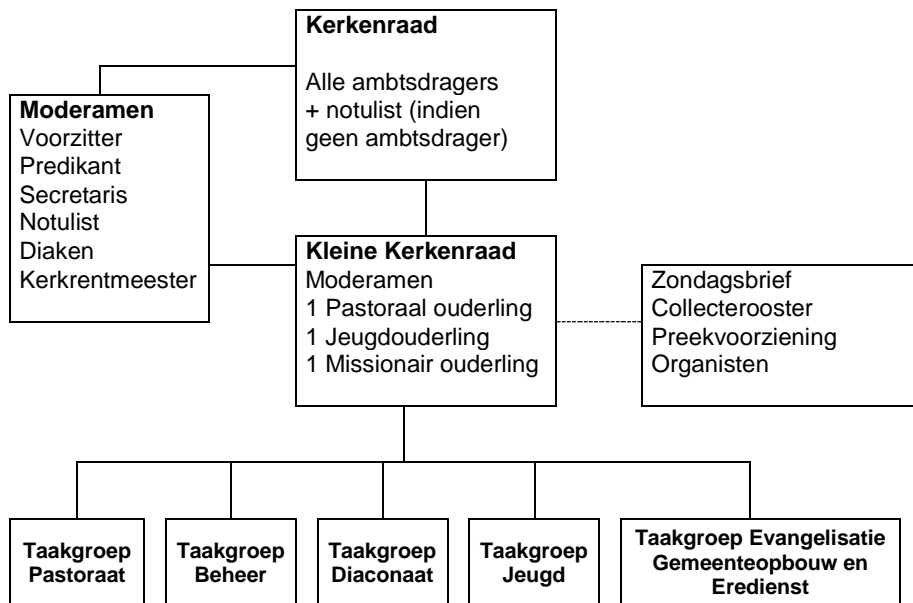 Kerkenraad
Alle ambtsdragers
+ notulist (indien
geen ambtsdrager)
Moderamen
Voorzitter
Predikant
Secretaris
Notulist
Diaken
Kerkrentmeester
Kleine Kerkenraad
Moderamen
1 Pastoraal ouderling
1 Jeugdouderling
1 Missionair ouderling
Zondagsbrief
Collecterooster
Preekvoorziening
Organisten
Taakgroep
Pastoraat
Taakgroep
Beheer
Taakgroep
Diaconaat
Taakgroep
Jeugd
Taakgroep Evangelisatie
Gemeenteopbouw en
Eredienst